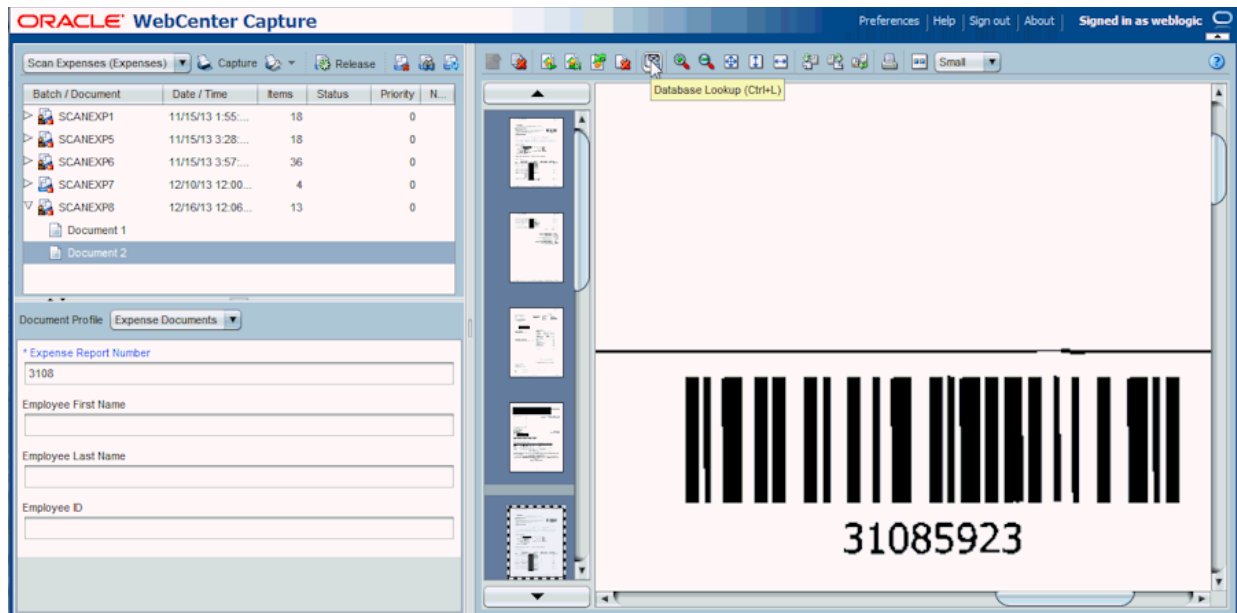 ORACLE WebCenter Capture
Preferences | Help | Sign out | About | Signed in as weblogic
Scan Expenses (Expenses) Capture Release Small
Database Lookup (Ctrl+L)
Batch / Document Date / Time Items Status Priority N...
SCANEXP1 11/15/13 1:55:... 18 0
SCANEXP5 11/15/13 3:28:... 18 0
SCANEXP6 11/15/13 3:57:... 36 0
SCANEXP7 12/10/13 12:00... 4 0
SCANEXP8 12/16/13 12:06... 13 0
Document 1
Document 2
Document Profile Expense Documents
* Expense Report Number
3108
Employee First Name
Employee Last Name
Employee ID
31085923